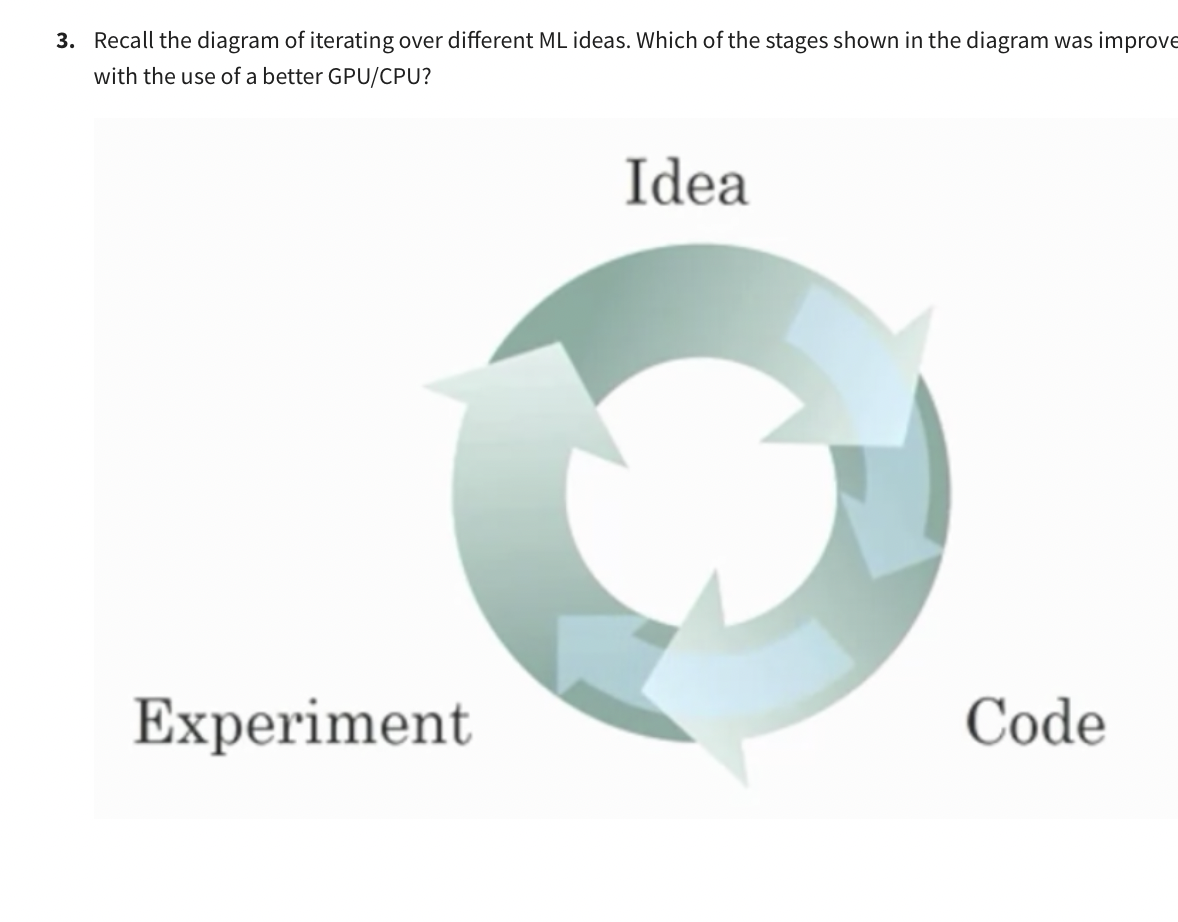 3. Recall the diagram of iterating over different ML ideas. Which of the stages shown in the diagram was improve
with the use of a better GPU/CPU?
Idea
Experiment
Code